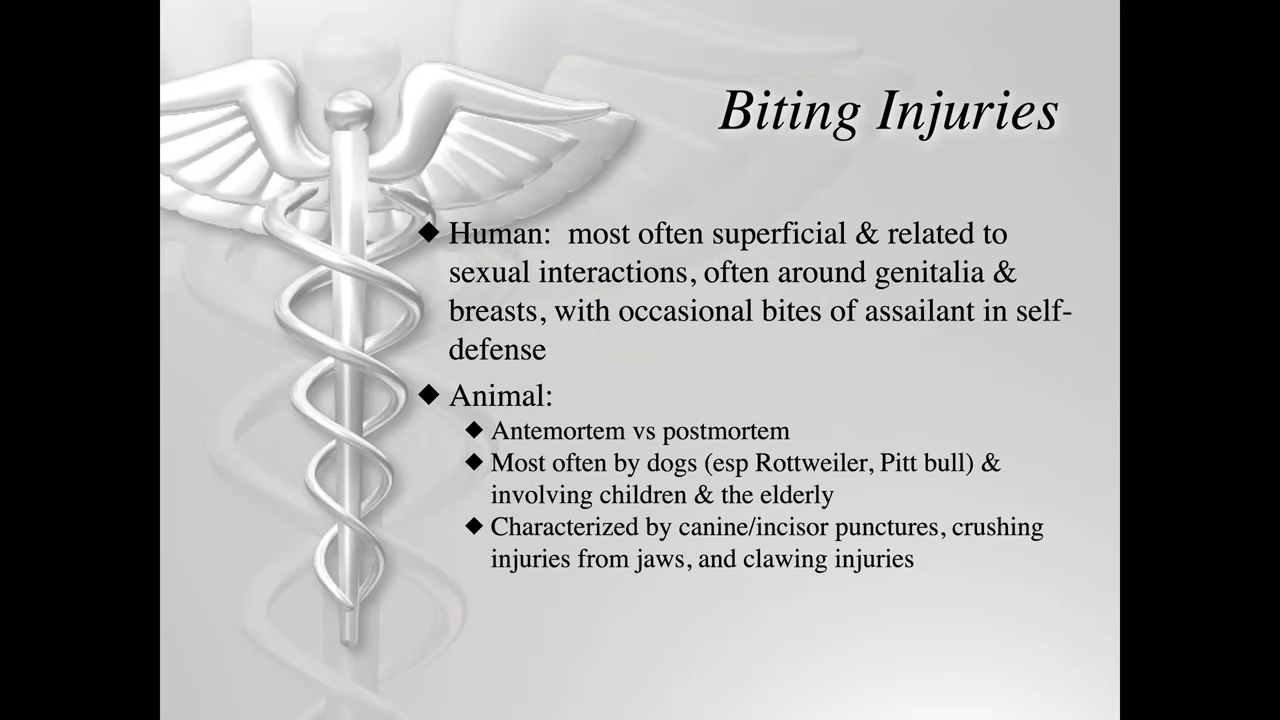 Biting Injuries
◆ Human:  most often superficial & related to
sexual interactions, often around genitalia &
breasts, with occasional bites of assailant in self-
defense
◆ Animal:
◆ Antemortem vs postmortem
◆ Most often by dogs (esp Rottweiler, Pitt bull) &
involving children & the elderly
◆ Characterized by canine/incisor punctures, crushing
injuries from jaws, and clawing injuries